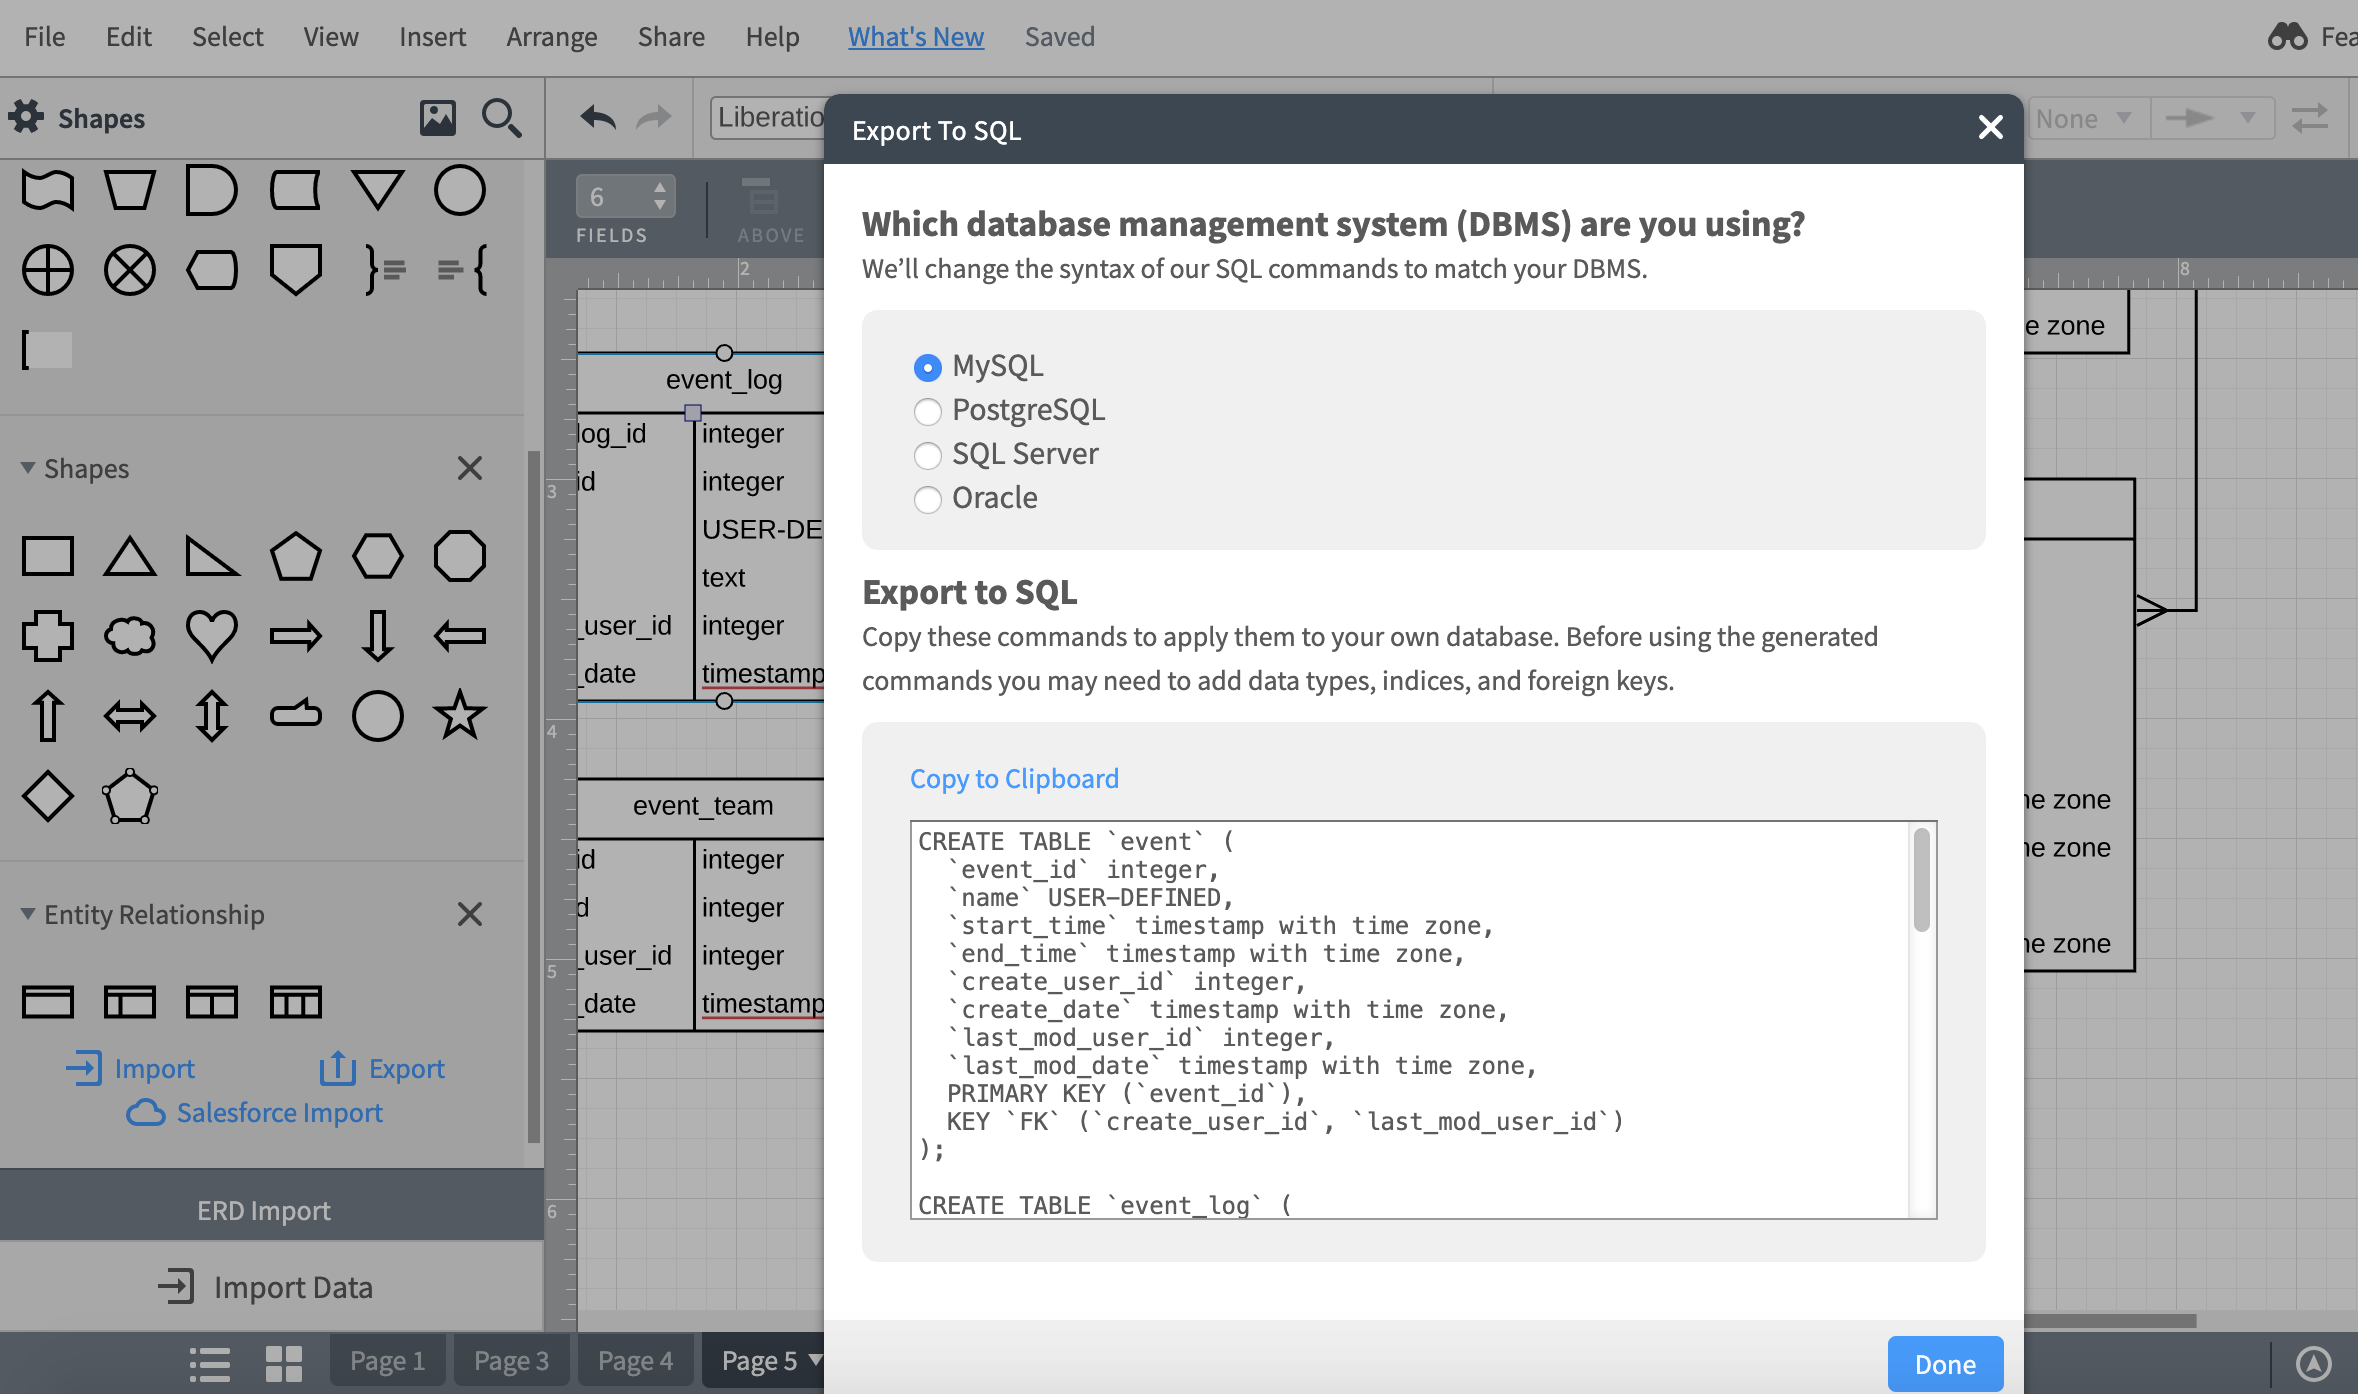 File Edit Select View Insert Arrange Share Help What's New Saved
Shapes
Liberatio
None
6
FIELDS
ABOVE
2
8
Export To SQL
Which database management system (DBMS) are you using?
We’ll change the syntax of our SQL commands to match your DBMS.
MySQL
PostgreSQL
SQL Server
Oracle
Export to SQL
Copy these commands to apply them to your own database. Before using the generated
commands you may need to add data types, indices, and foreign keys.
Copy to Clipboard
CREATE TABLE `event` (
`event_id` integer,
`name` USER-DEFINED,
`start_time` timestamp with time zone,
`end_time` timestamp with time zone,
`create_user_id` integer,
`create_date` timestamp with time zone,
`last_mod_user_id` integer,
`last_mod_date` timestamp with time zone,
PRIMARY KEY (`event_id`),
KEY `FK` (`create_user_id`, `last_mod_user_id`)
);
CREATE TABLE `event_log` (
Done
Shapes
Entity Relationship
Import Export
Salesforce Import
ERD Import
Import Data
3
4
5
6
event_log
log_id integer
id integer
USER-DE
text
_user_id integer
_date timestamp
event_team
id integer
d integer
_user_id integer
_date timestamp
e zone
ne zone
ne zone
ne zone
Page 1 Page 3 Page 4 Page 5